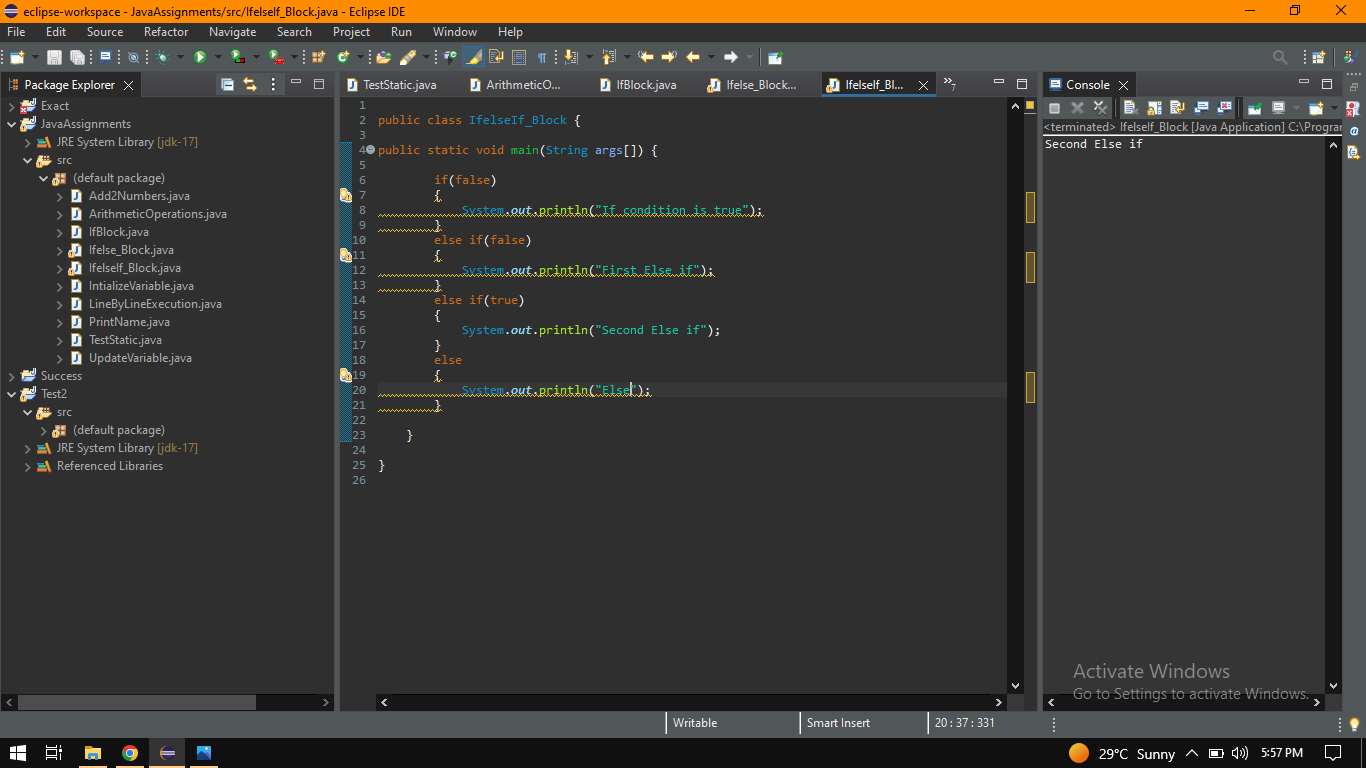 eclipse-workspace - JavaAssignments/src/IfelseIf_Block.java - Eclipse IDE
File Edit Source Refactor Navigate Search Project Run Window Help
Package Explorer
TestStatic.java ArithmeticO... IfBlock.java Ifelse_Block... IfelseIf_Bl... »7
Console
Exact
JavaAssignments
JRE System Library [jdk-17]
src
(default package)
Add2Numbers.java
ArithmeticOperations.java
IfBlock.java
Ifelse_Block.java
IfelseIf_Block.java
IntializeVariable.java
LineByLineExecution.java
PrintName.java
TestStatic.java
UpdateVariable.java
Success
Test2
src
(default package)
JRE System Library [jdk-17]
Referenced Libraries
1
2 public class IfelseIf_Block {
3
4 public static void main(String args[]) {
5
6 if(false)
7 {
8 System.out.println("If condition is true");
9 }
10 else if(false)
11 {
12 System.out.println("First Else if");
13 }
14 else if(true)
15 {
16 System.out.println("Second Else if");
17 }
18 else
19 {
20 System.out.println("Else");
21 }
22
23 }
24
25 }
26
<terminated> IfelseIf_Block [Java Application] C:\Program
Second Else if
Activate Windows
Go to Settings to activate Windows.
Writable Smart Insert 20 : 37 : 331
29°C Sunny 5:57 PM